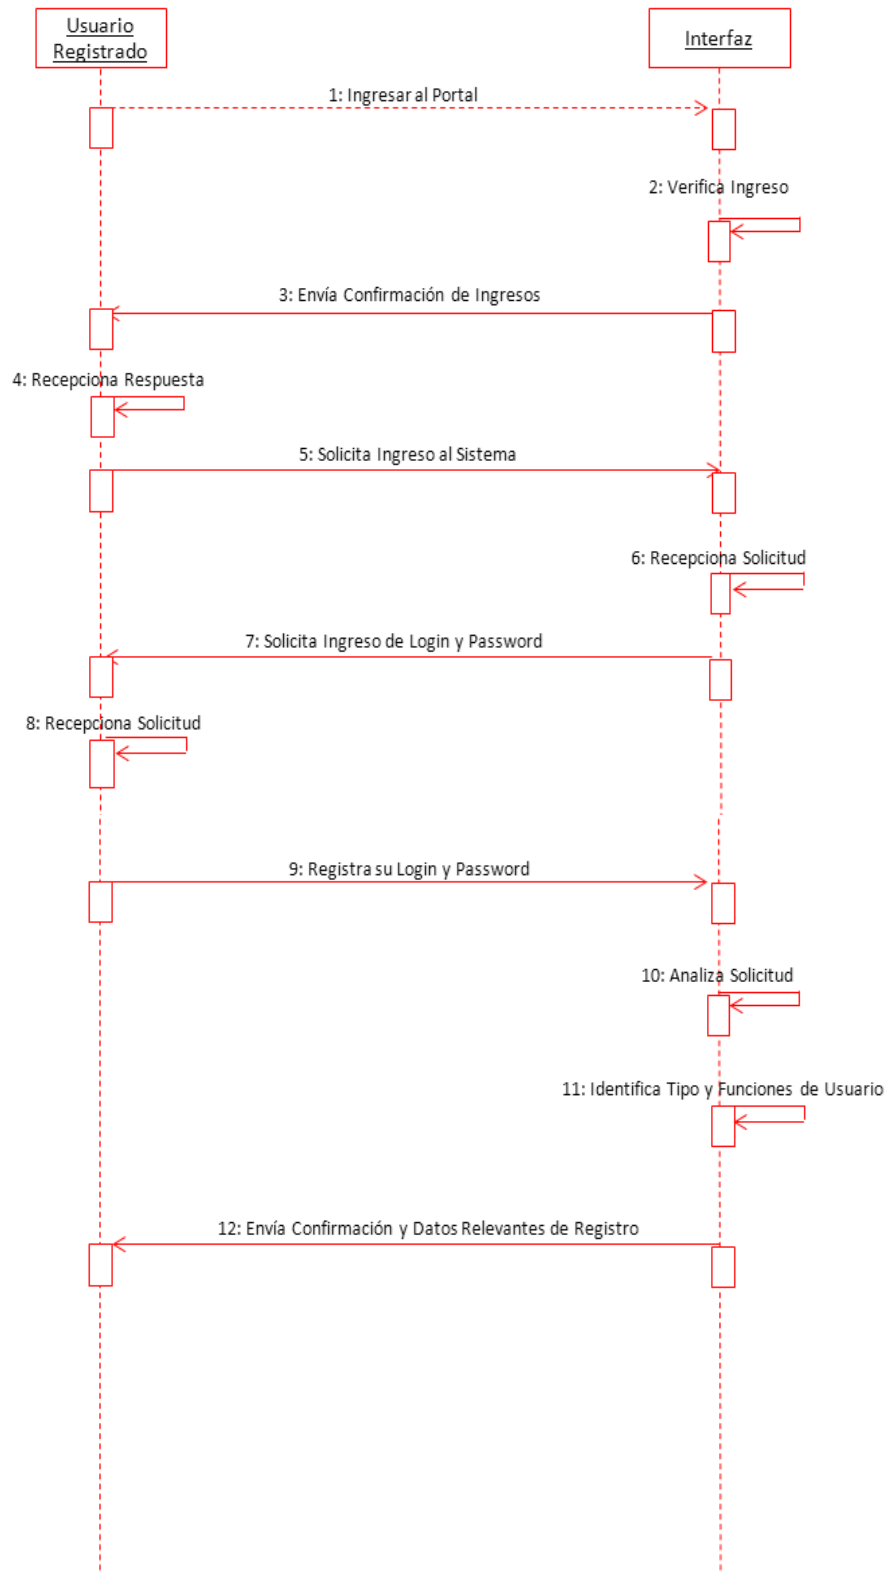 Usuario
Registrado
Interfaz
1: Ingresar al Portal
2: Verifica Ingreso
3: Envía Confirmación de Ingresos
4: Recepciona Respuesta
5: Solicita Ingreso al Sistema
6: Recepciona Solicitud
7: Solicita Ingreso de Login y Password
8: Recepciona Solicitud
9: Registra su Login y Password
10: Analiza Solicitud
11: Identifica Tipo y Funciones de Usuario
12: Envía Confirmación y Datos Relevantes de Registro